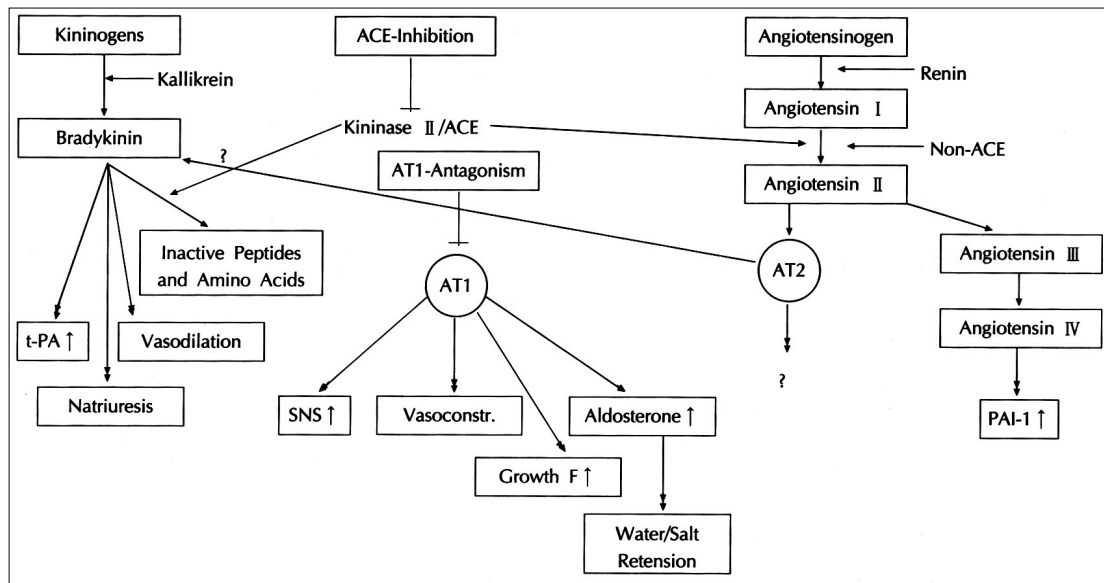 Kininogens
ACE-Inhibition
Angiotensinogen
Kallikrein
Renin
Angiotensin Ⅰ
Bradykinin
Kininase Ⅱ/ACE
?
Non-ACE
AT1-Antagonism
Angiotensin Ⅱ
Inactive Peptides
and Amino Acids
AT1
AT2
Angiotensin Ⅲ
t-PA↑
Vasodilation
Angiotensin Ⅳ
Natriuresis
SNS↑
Vasoconstr.
Aldosterone↑
?
PAI-1↑
Growth F↑
Water/Salt
Retension